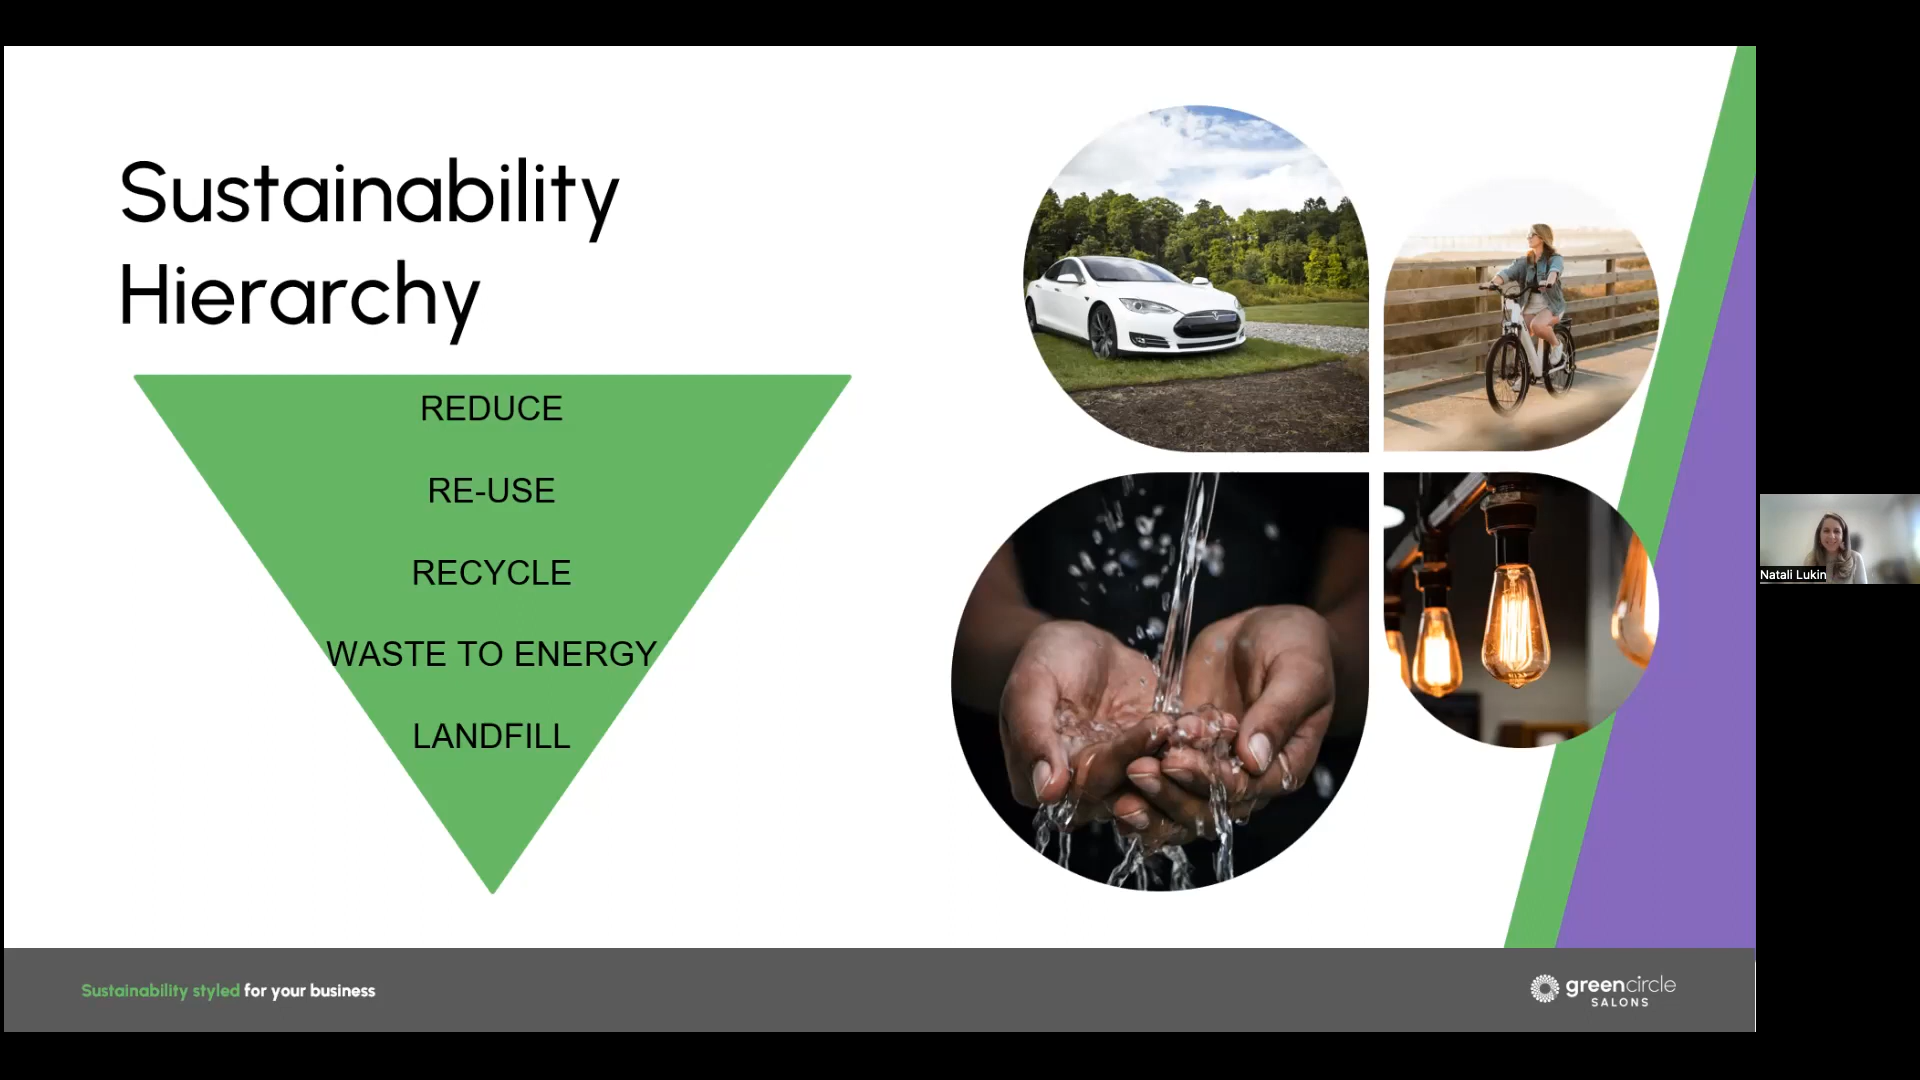 Sustainability
Hierarchy
REDUCE
RE-USE
RECYCLE
WASTE TO ENERGY
LANDFILL
Natali Lukin
Sustainability styled for your business
greencircle
SALONS